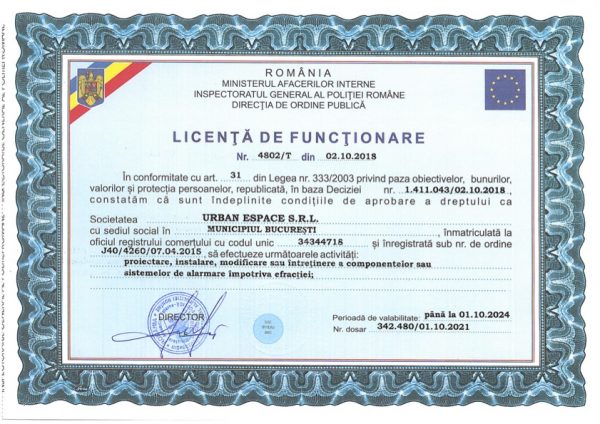 ROMÂNIA
MINISTERUL AFACERILOR INTERNE
INSPECTORATUL GENERAL AL POLIȚIEI ROMÂNE
DIRECȚIA DE ORDINE PUBLICĂ
LICENȚĂ DE FUNCȚIONARE
Nr. 4802/T din 02.10.2018
În conformitate cu art. 31 din Legea nr. 333/2003 privind paza obiectivelor, bunurilor,
valorilor și protecția persoanelor, republicată, în baza Deciziei nr. 1.411.043/02.10.2018 ,
constatăm că sunt îndeplinite condițiile de aprobare a dreptului ca
Societatea URBAN ESPACE S.R.L.
cu sediul social în MUNICIPIUL BUCUREȘTI , înmatriculată la
oficiul registrului comerțului cu codul unic 34344718 și înregistrată sub nr. de ordine
J40/4260/07.04.2015 , să efectueze următoarele activități:
proiectare, instalare, modificare sau întreținere a componentelor sau
sistemelor de alarmare împotriva efracției;
DIRECTOR
Perioada de valabilitate: până la 01.10.2024
Nr. dosar 342.480/01.10.2021